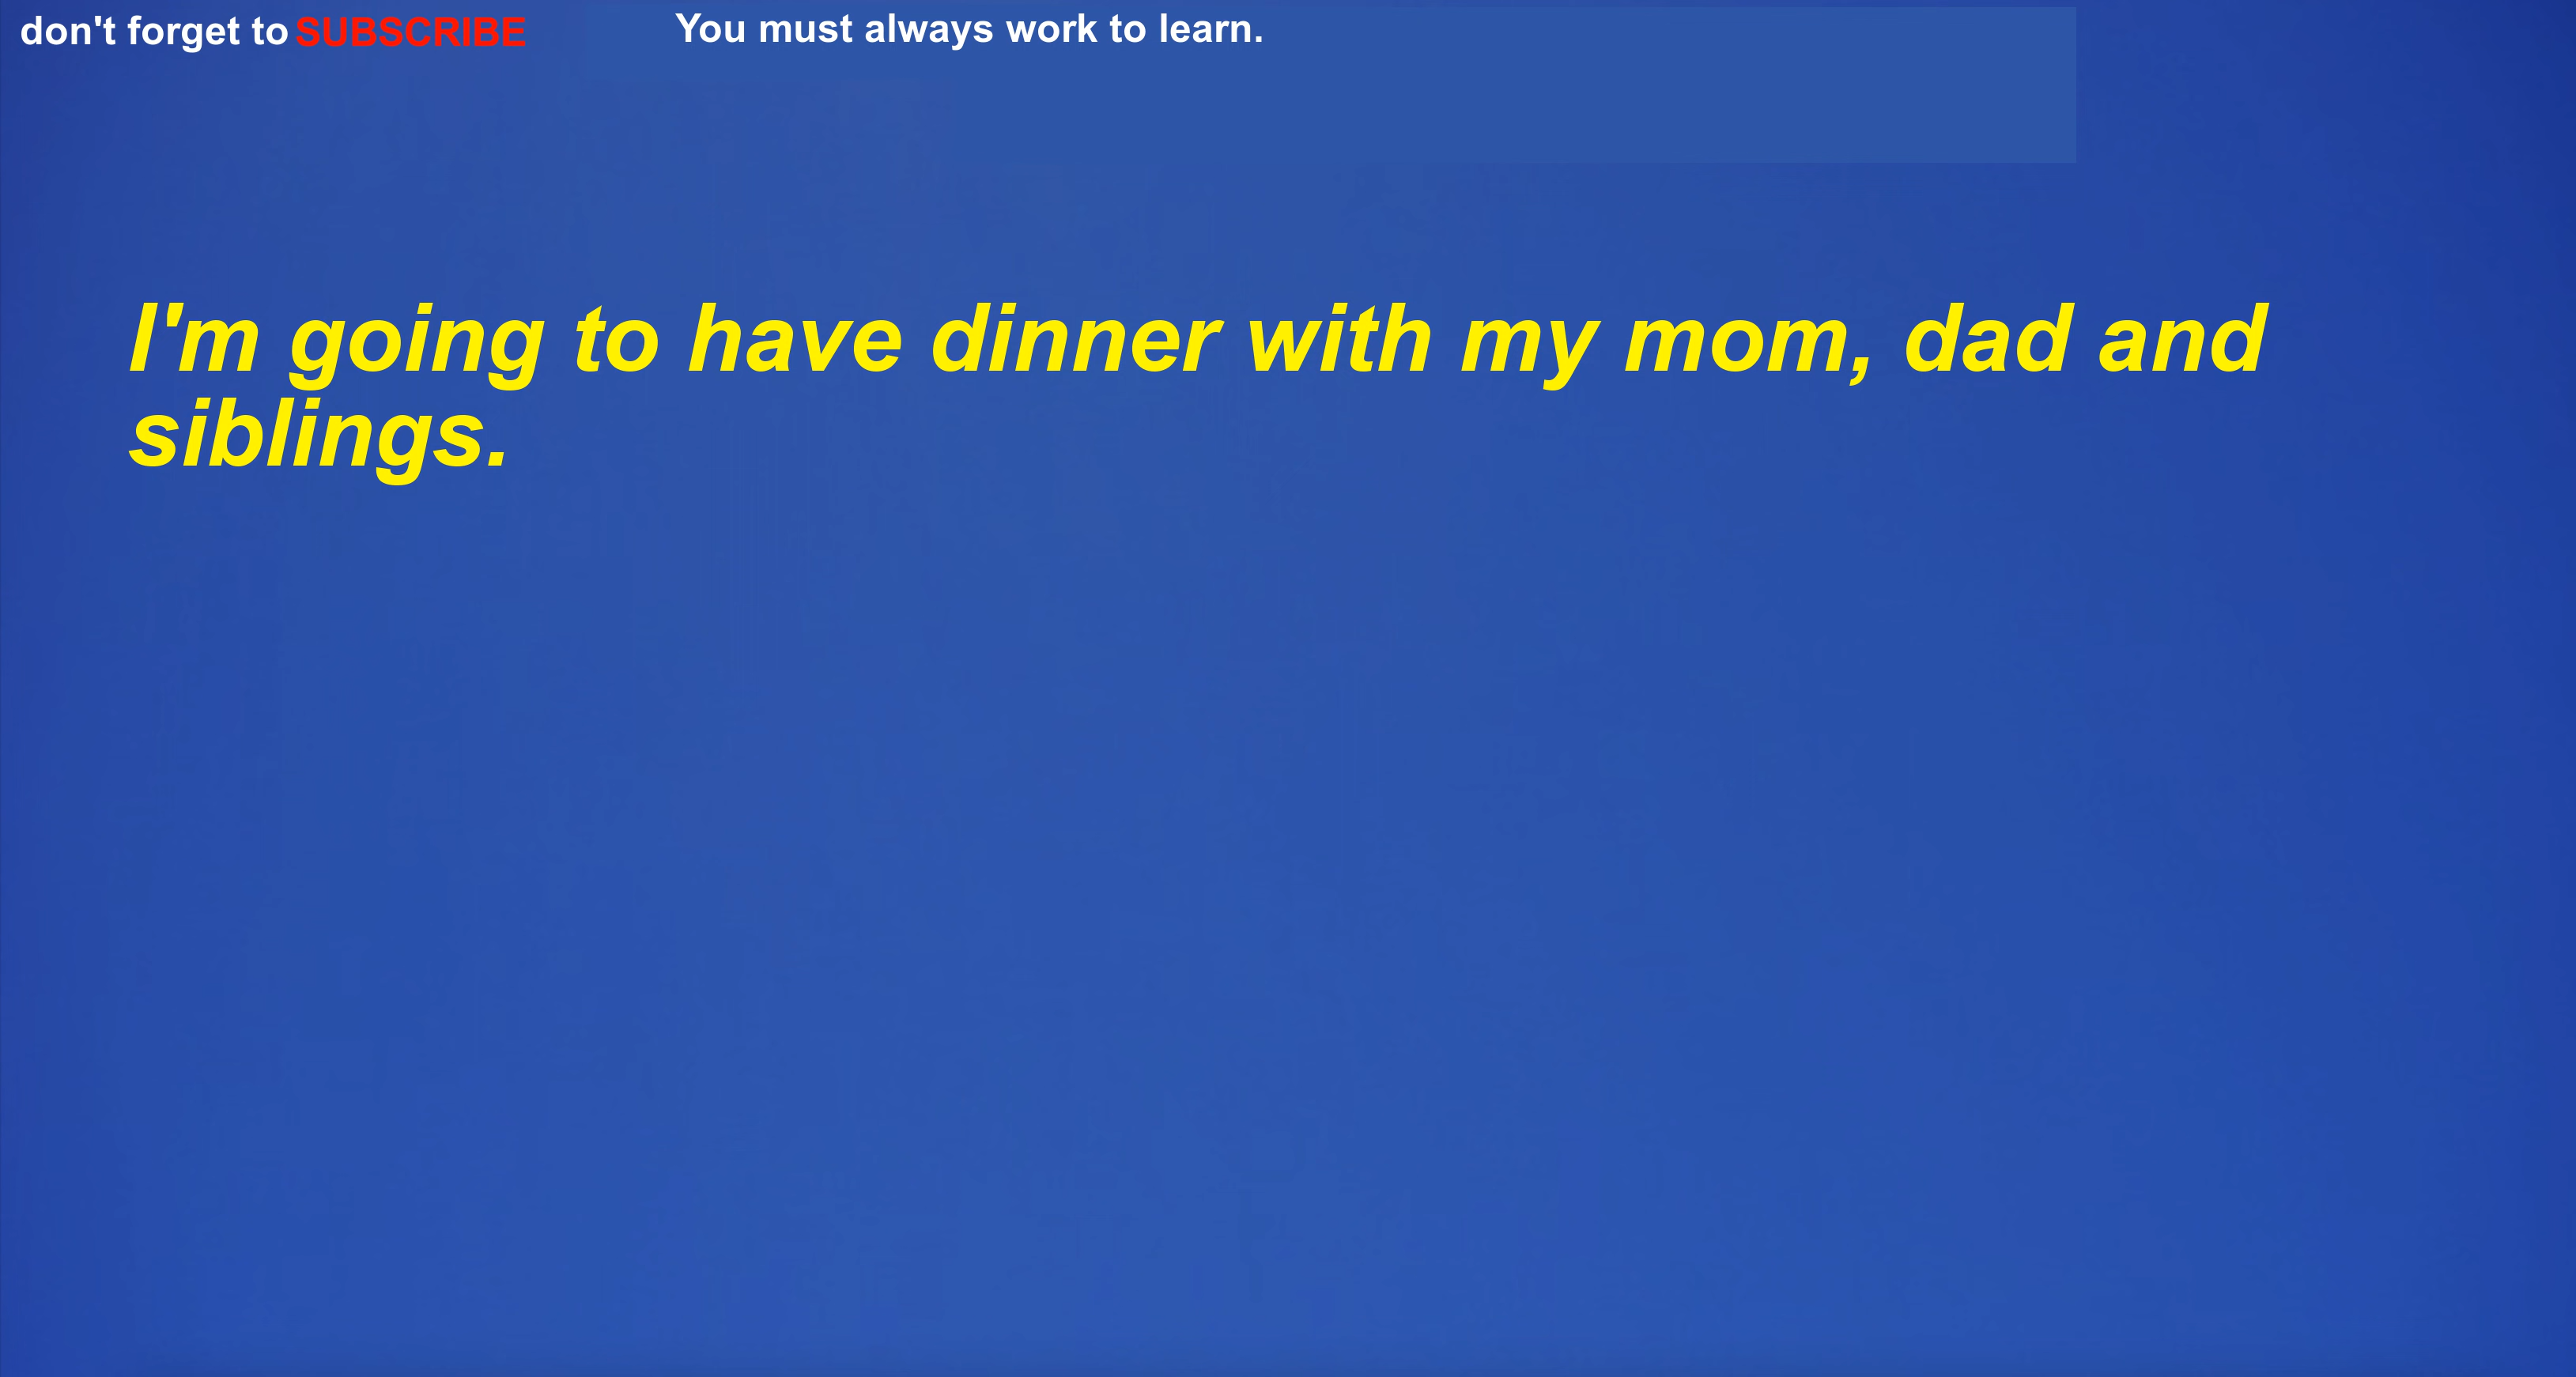 don't forget to SUBSCRIBE
You must always work to learn.
I'm going to have dinner with my mom, dad and
siblings.